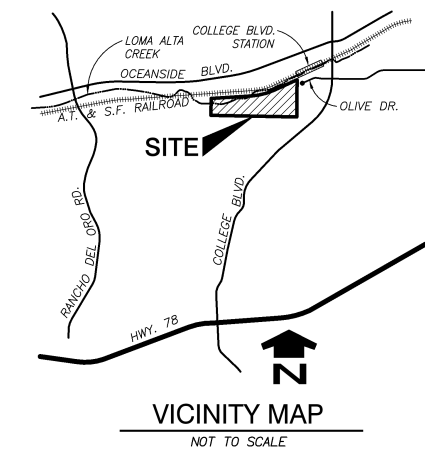 COLLEGE BLVD.
STATION
LOMA ALTA
CREEK
OCEANSIDE BLVD.
A.T. & S.F. RAILROAD
OLIVE DR.
SITE
RANCHO DEL ORO RD.
COLLEGE BLVD.
HWY. 78
N
VICINITY MAP
NOT TO SCALE